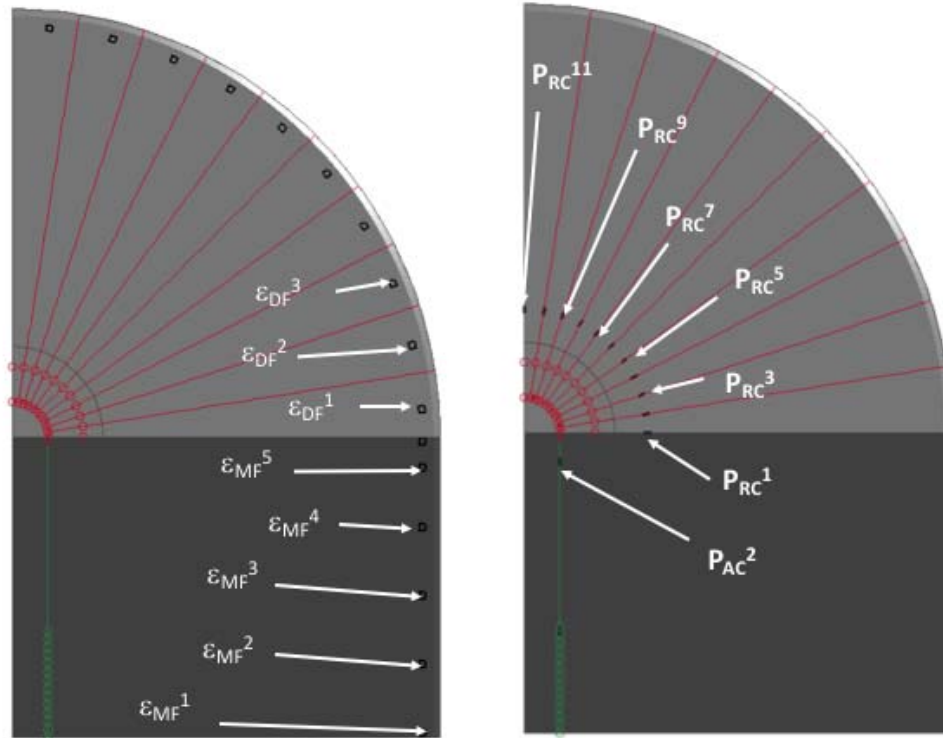 ε_DF^3
ε_DF^2
ε_DF^1
ε_MF^5
ε_MF^4
ε_MF^3
ε_MF^2
ε_MF^1
P_RC^11
P_RC^9
P_RC^7
P_RC^5
P_RC^3
P_RC^1
P_AC^2